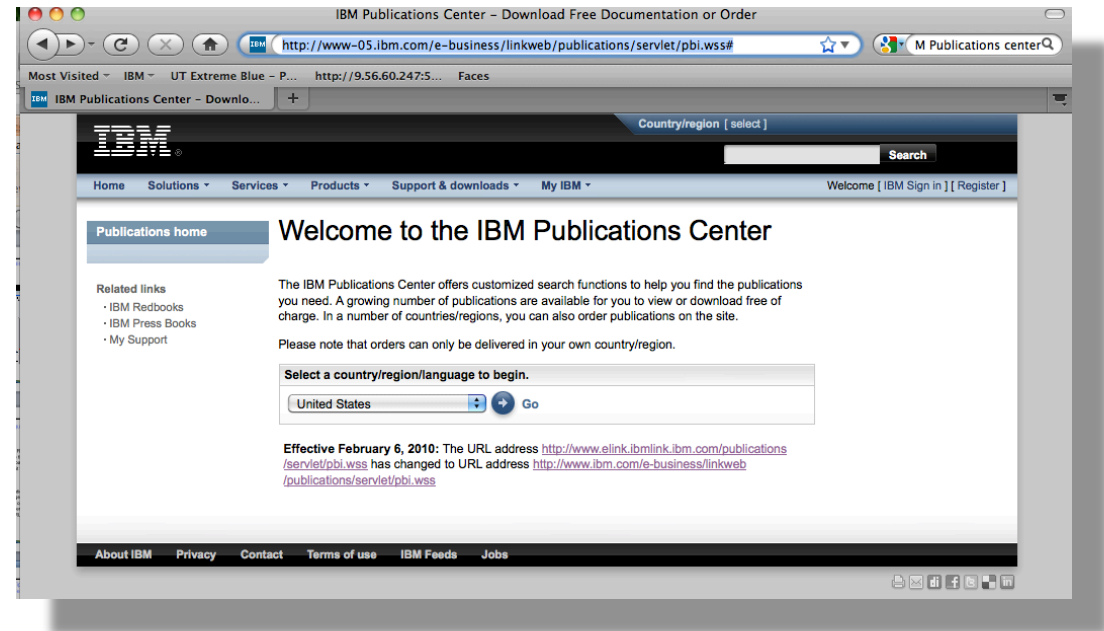 IBM Publications Center – Download Free Documentation or Order
IBM http://www-05.ibm.com/e-business/linkweb/publications/servlet/pbi.wss# M Publications center
Most Visited IBM UT Extreme Blue – P... http://9.56.60.247:5... Faces
IBM IBM Publications Center – Downlo... +
Country/region [ select ]
IBM ®
Search
Home Solutions Services Products Support & downloads My IBM Welcome [ IBM Sign in ] [ Register ]
Publications home
Welcome to the IBM Publications Center
Related links
· IBM Redbooks
· IBM Press Books
· My Support
The IBM Publications Center offers customized search functions to help you find the publications
you need. A growing number of publications are available for you to view or download free of
charge. In a number of countries/regions, you can also order publications on the site.
Please note that orders can only be delivered in your own country/region.
Select a country/region/language to begin.
United States Go
Effective February 6, 2010: The URL address http://www.elink.ibmlink.ibm.com/publications
/servlet/pbi.wss has changed to URL address http://www.ibm.com/e-business/linkweb
/publications/servlet/pbi.wss
About IBM Privacy Contact Terms of use IBM Feeds Jobs